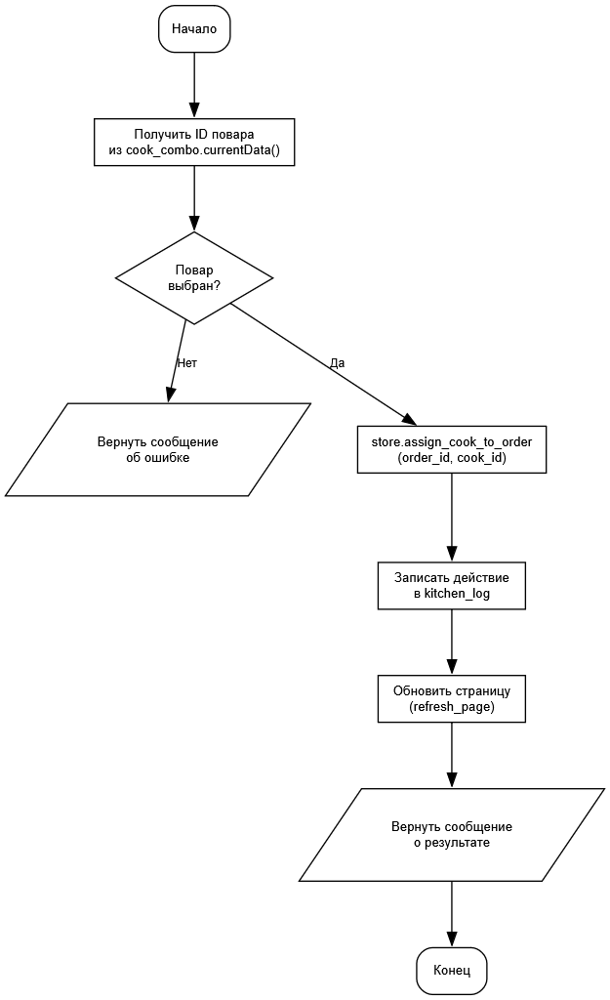 Начало
Получить ID повара
из cook_combo.currentData()
Повар
выбран?
Нет
Да
Вернуть сообщение
об ошибке
store.assign_cook_to_order
(order_id, cook_id)
Записать действие
в kitchen_log
Обновить страницу
(refresh_page)
Вернуть сообщение
о результате
Конец